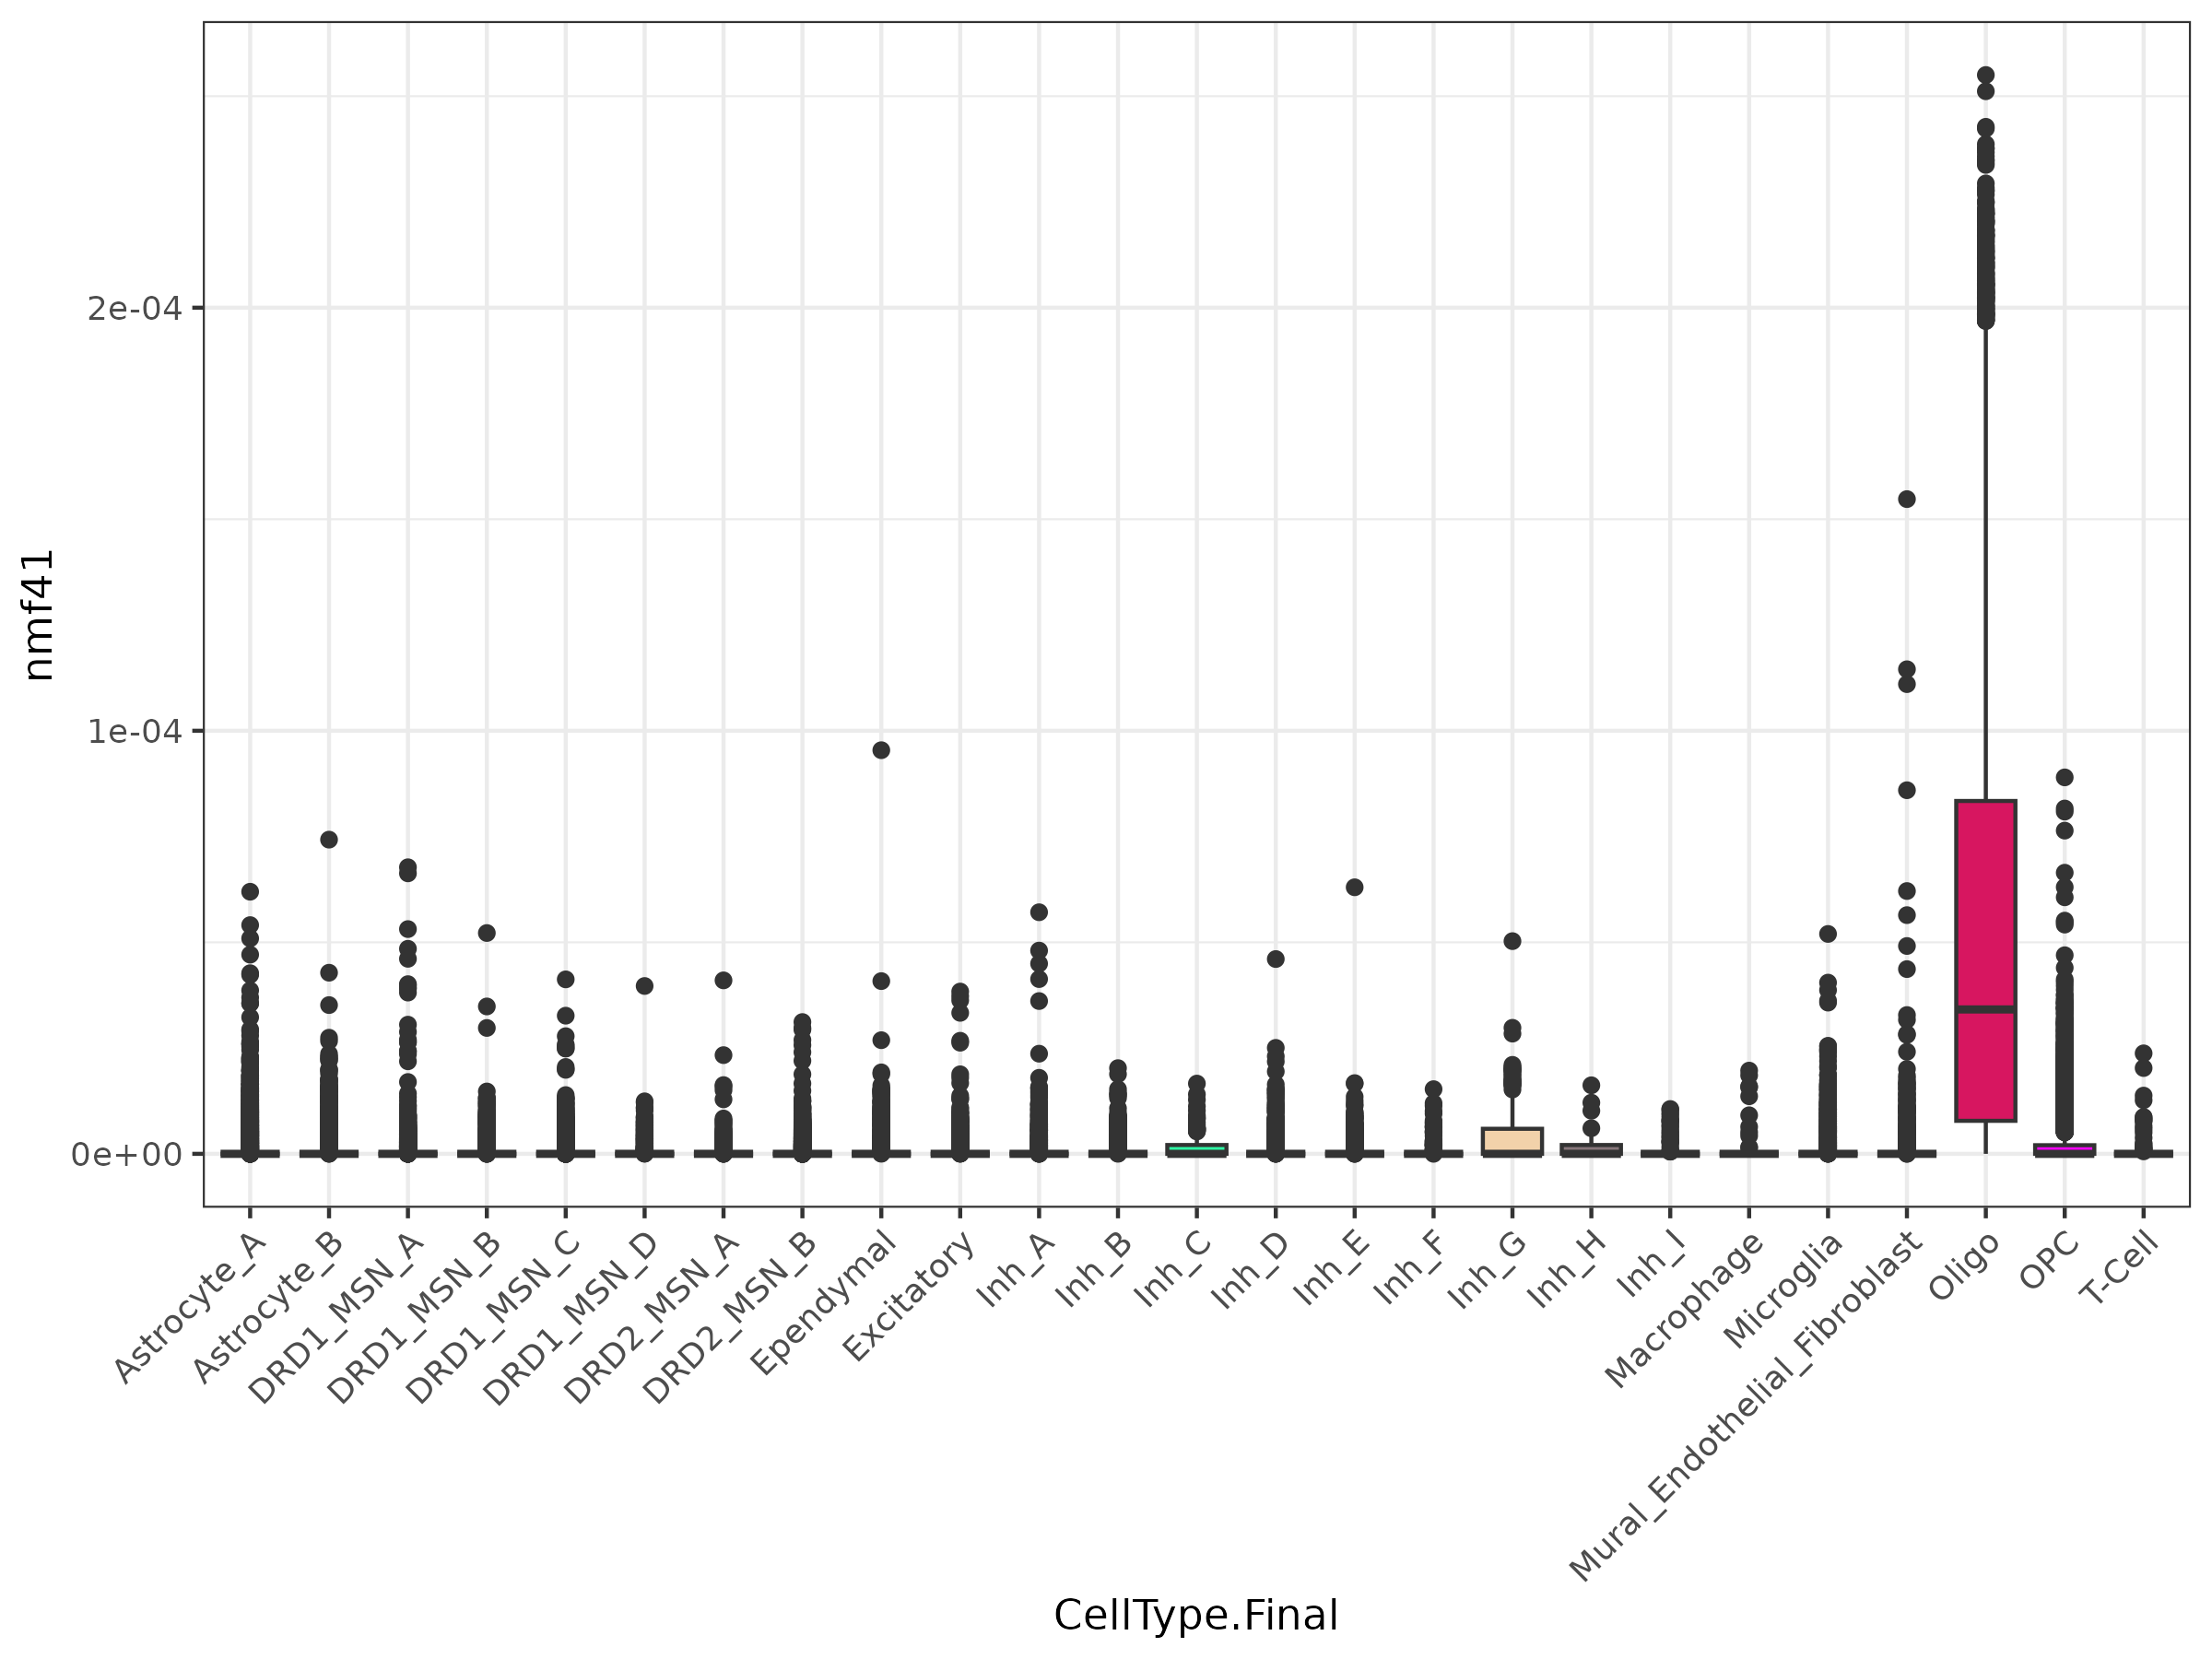 nmf41
2e-04
1e-04
0e+00
Astrocyte_A
Astrocyte_B
DRD1_MSN_A
DRD1_MSN_B
DRD1_MSN_C
DRD1_MSN_D
DRD2_MSN_A
DRD2_MSN_B
Ependymal
Excitatory
Inh_A
Inh_B
Inh_C
Inh_D
Inh_E
Inh_F
Inh_G
Inh_H
Inh_I
Macrophage
Microglia
Mural_Endothelial_Fibroblast
Oligo
OPC
T-Cell
CellType.Final